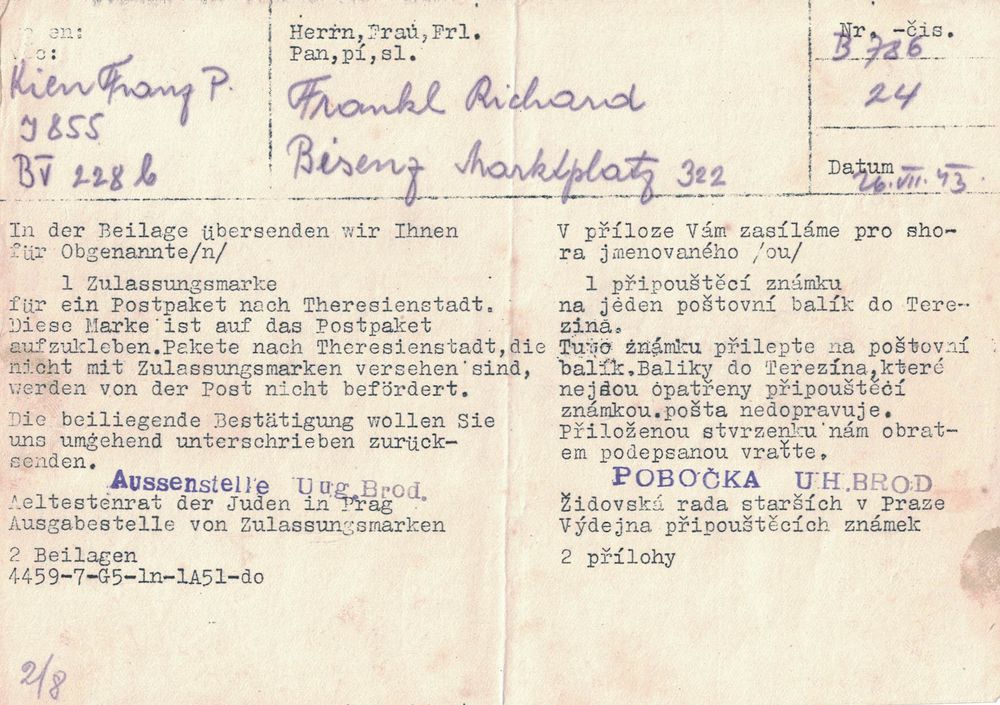 Kien Franz P.
J 855
BV 228 b
Herrn,Frau,Frl.
Pan,pí,sl.
Frankl Richard
Bisenz Marktplatz 322
Nr. -čis.
B 786
24
Datum 26.VII.43.
In der Beilage übersenden wir Ihnen
für Obgenannte/n/
1 Zulassungsmarke
für ein Postpaket nach Theresienstadt.
Diese Marke ist auf das Postpaket
aufzukleben.Pakete nach Theresienstadt,die
nicht mit Zulassungsmarken versehen sind,
werden von der Post nicht befördert.
Die beiliegende Bestätigung wollen Sie
uns umgehend unterschrieben zurück-
senden.
Aussenstelle Uug.Brod.
Aeltestenrat der Juden in Prag
Ausgabestelle von Zulassungsmarken
2 Beilagen
4459-7-G5-ln-lA51-do
2/8
V příloze Vám zasíláme pro sho-
ra jmenovaného /ou/
1 připouštěcí známku
na jeden poštovní balík do Tere-
zína.
Tuto známku přilepte na poštovní
balík.Baliky do Terezína,které
nejsou opatřeny připouštěcí
známkou.pošta nedopravuje.
Přiloženou stvrzenku nám obrat-
em podepsanou vraťte.
POBOČKA UH.BROD
Židovská rada starších v Praze
Výdejna připouštěcích známek
2 přílohy